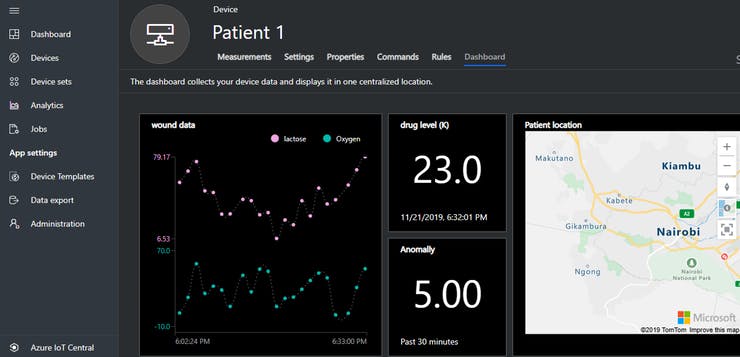 Device
Patient 1
Measurements Settings Properties Commands Rules Dashboard
S
The dashboard collects your device data and displays it in one centralized location.
Dashboard
Devices
Device sets
Analytics
Jobs
App settings
Device Templates
Data export
Administration
Azure IoT Central
wound data
lactose Oxygen
79.17
6.53
70.0
-10.0
6:02:24 PM 6:33:00 PM
drug level (K)
23.0
11/21/2019, 6:32:01 PM
Anomally
5.00
Past 30 minutes
Patient location
Makutano
Kiambu
Kabete
A2
Gikambura
Nairobi
Ngong
Nairobi
National Park
Microsoft
©2019 TomTom Improve this map